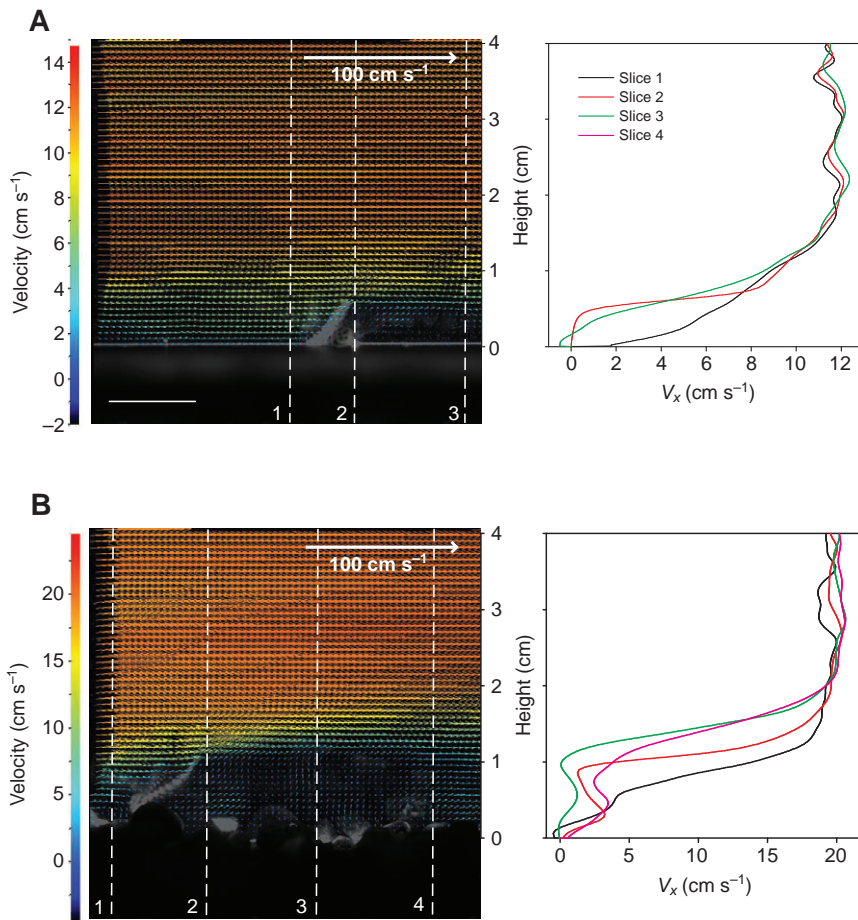 A
14
12
10
8
6
4
2
0
–2
Velocity (cm s–1)
100 cm s–1
1
2
3
4
3
2
1
0
Height (cm)
Slice 1
Slice 2
Slice 3
Slice 4
0 2 4 6 8 10 12
Vx (cm s–1)
B
20
15
10
5
0
Velocity (cm s–1)
100 cm s–1
1
2
3
4
4
3
2
1
0
Height (cm)
0 5 10 15 20
Vx (cm s–1)